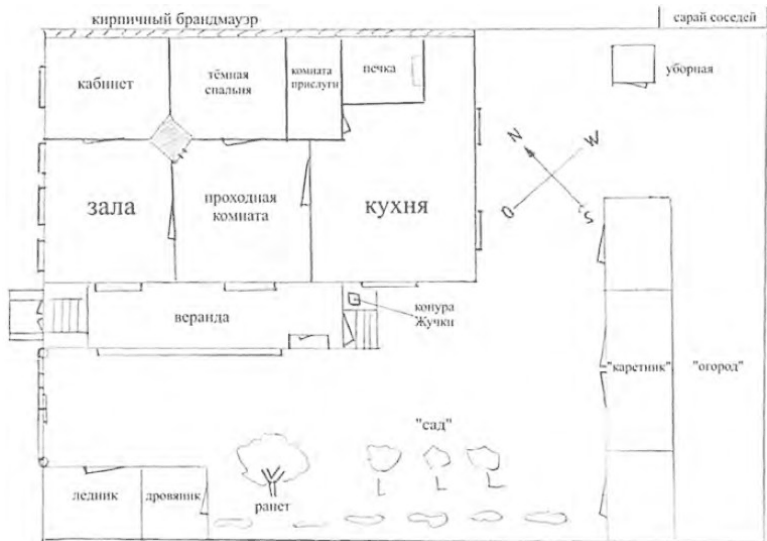 кирпичный брандмауэр
сарай соседей
кабинет
тёмная
спальня
комната
прислуги
печка
уборная
зала
проходная
комната
кухня
N
W
O
S
веранда
конура
Жучки
"каретник"
"огород"
"сад"
ледник
дровяник
ранет